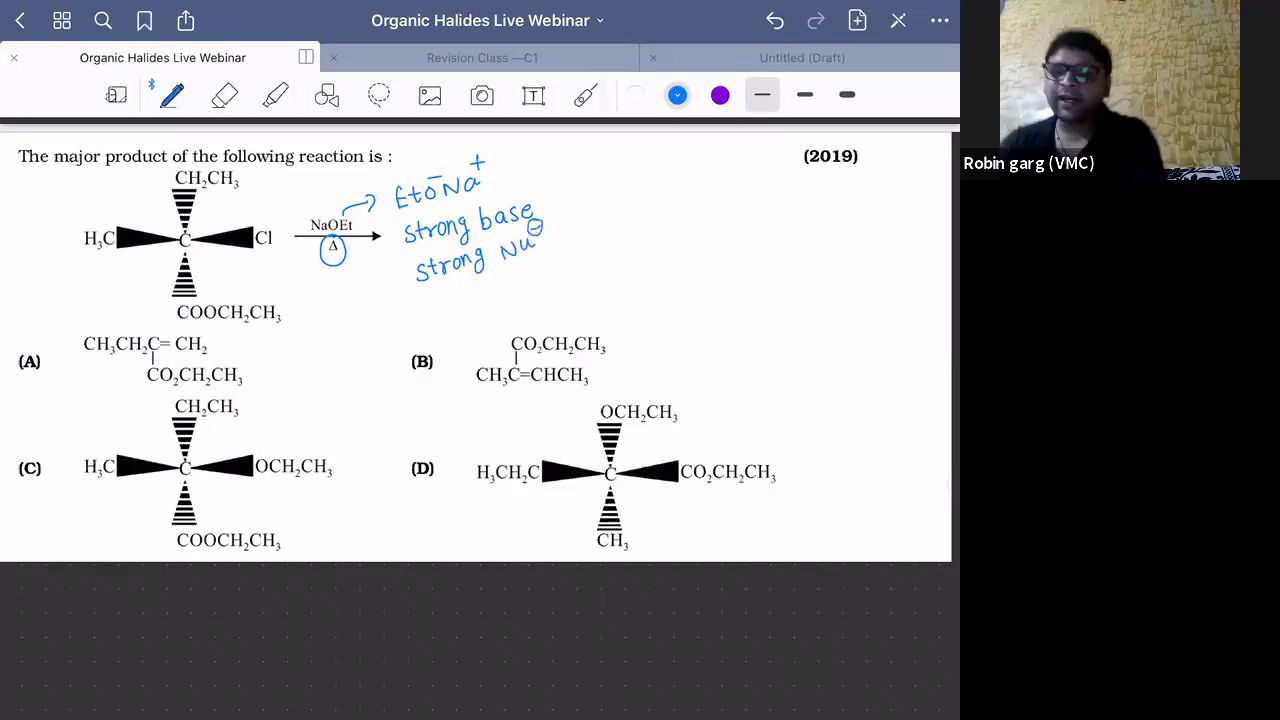 Organic Halides Live Webinar
Organic Halides Live Webinar
Revision Class —C1
Untitled (Draft)
T
Robin garg (VMC)
The major product of the following reaction is : (2019)
CH₂CH₃
H₃C C Cl
COOCH₂CH₃
NaOEt
Δ
EtO⁻Na⁺
strong base
strong Nu⁻
(A) CH₃CH₂C=CH₂
CO₂CH₂CH₃
(B) CO₂CH₂CH₃
CH₃C=CHCH₃
(C) CH₂CH₃
H₃C C OCH₂CH₃
COOCH₂CH₃
(D) OCH₂CH₃
H₃CH₂C C CO₂CH₂CH₃
CH₃